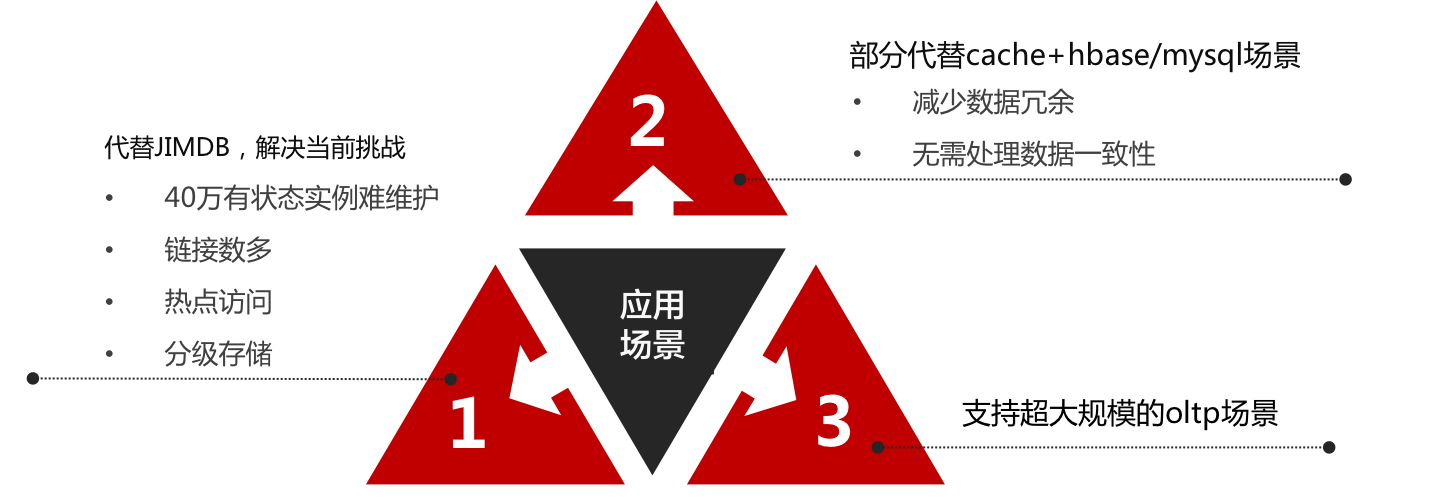 代替JIMDB，解决当前挑战
• 40万有状态实例难维护
• 链接数多
• 热点访问
• 分级存储
1
2
部分代替cache+hbase/mysql场景
• 减少数据冗余
• 无需处理数据一致性
应用
场景
3
支持超大规模的oltp场景